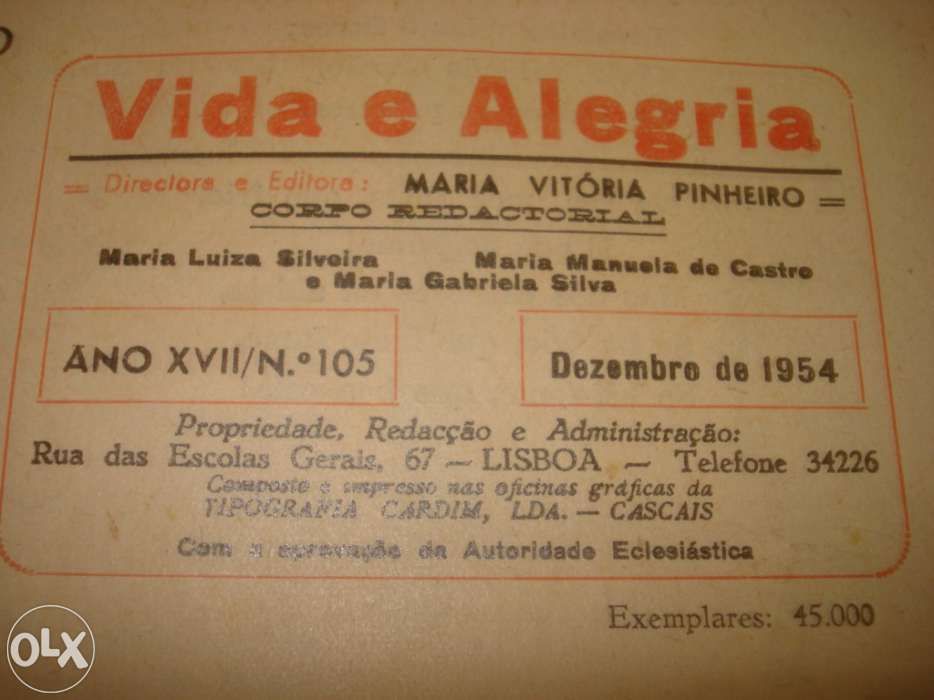 Vida e Alegria
= Directora e Editora: MARIA VITÓRIA PINHEIRO =
CORPO REDACTORIAL
Maria Luiza Silveira Maria Manuela de Castro
e Maria Gabriela Silva
ANO XVII/N.º 105
Dezembro de 1954
Propriedade, Redacção e Administração:
Rua das Escolas Gerais, 67 — LISBOA — Telefone 34226
Composto e impresso nas oficinas gráficas da
TIPOGRAFIA CARDIM, LDA. — CASCAIS
Com a aprovação da Autoridade Eclesiástica
Exemplares: 45.000
OLX